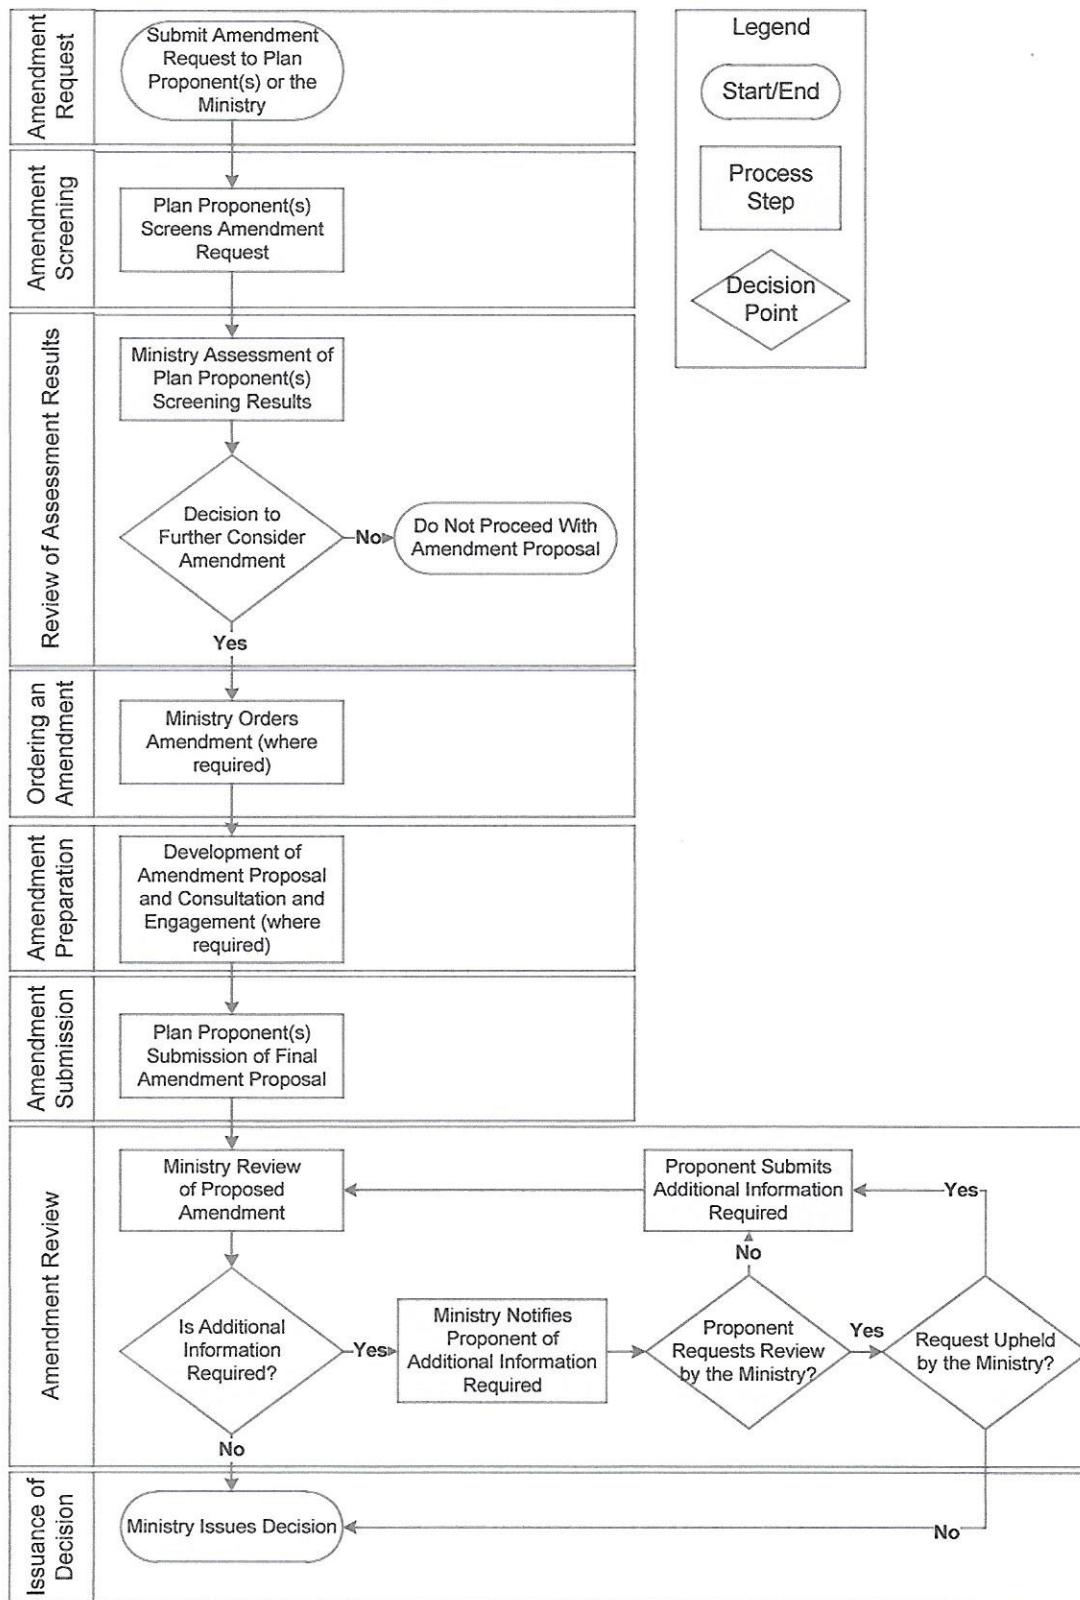 Amendment
Request
Submit Amendment
Request to Plan
Proponent(s) or the
Ministry
Legend
Start/End
Process
Step
Decision
Point
Amendment
Screening
Plan Proponent(s)
Screens Amendment
Request
Review of Assessment Results
Ministry Assessment of
Plan Proponent(s)
Screening Results
Decision to
Further Consider
Amendment
No
Do Not Proceed With
Amendment Proposal
Yes
Ordering an
Amendment
Ministry Orders
Amendment (where
required)
Amendment
Preparation
Development of
Amendment Proposal
and Consultation and
Engagement (where
required)
Amendment
Submission
Plan Proponent(s)
Submission of Final
Amendment Proposal
Amendment Review
Ministry Review
of Proposed
Amendment
Proponent Submits
Additional Information
Required
Yes
No
Is Additional
Information
Required?
Yes
Ministry Notifies
Proponent of
Additional Information
Required
Proponent
Requests Review
by the Ministry?
Yes
Request Upheld
by the Ministry?
No
Issuance of
Decision
Ministry Issues Decision
No